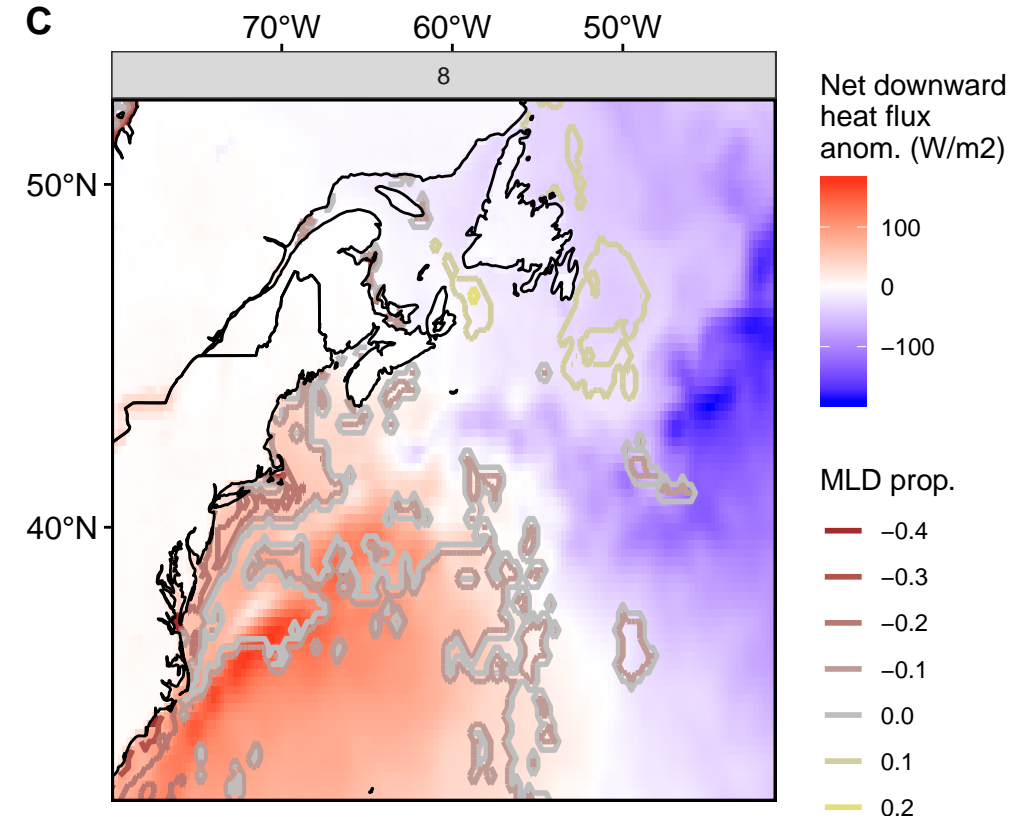 C
70°W 60°W 50°W
8
50°N
40°N
Net downward
heat flux
anom. (W/m2)
100
0
−100
MLD prop.
−0.4
−0.3
−0.2
−0.1
0.0
0.1
0.2